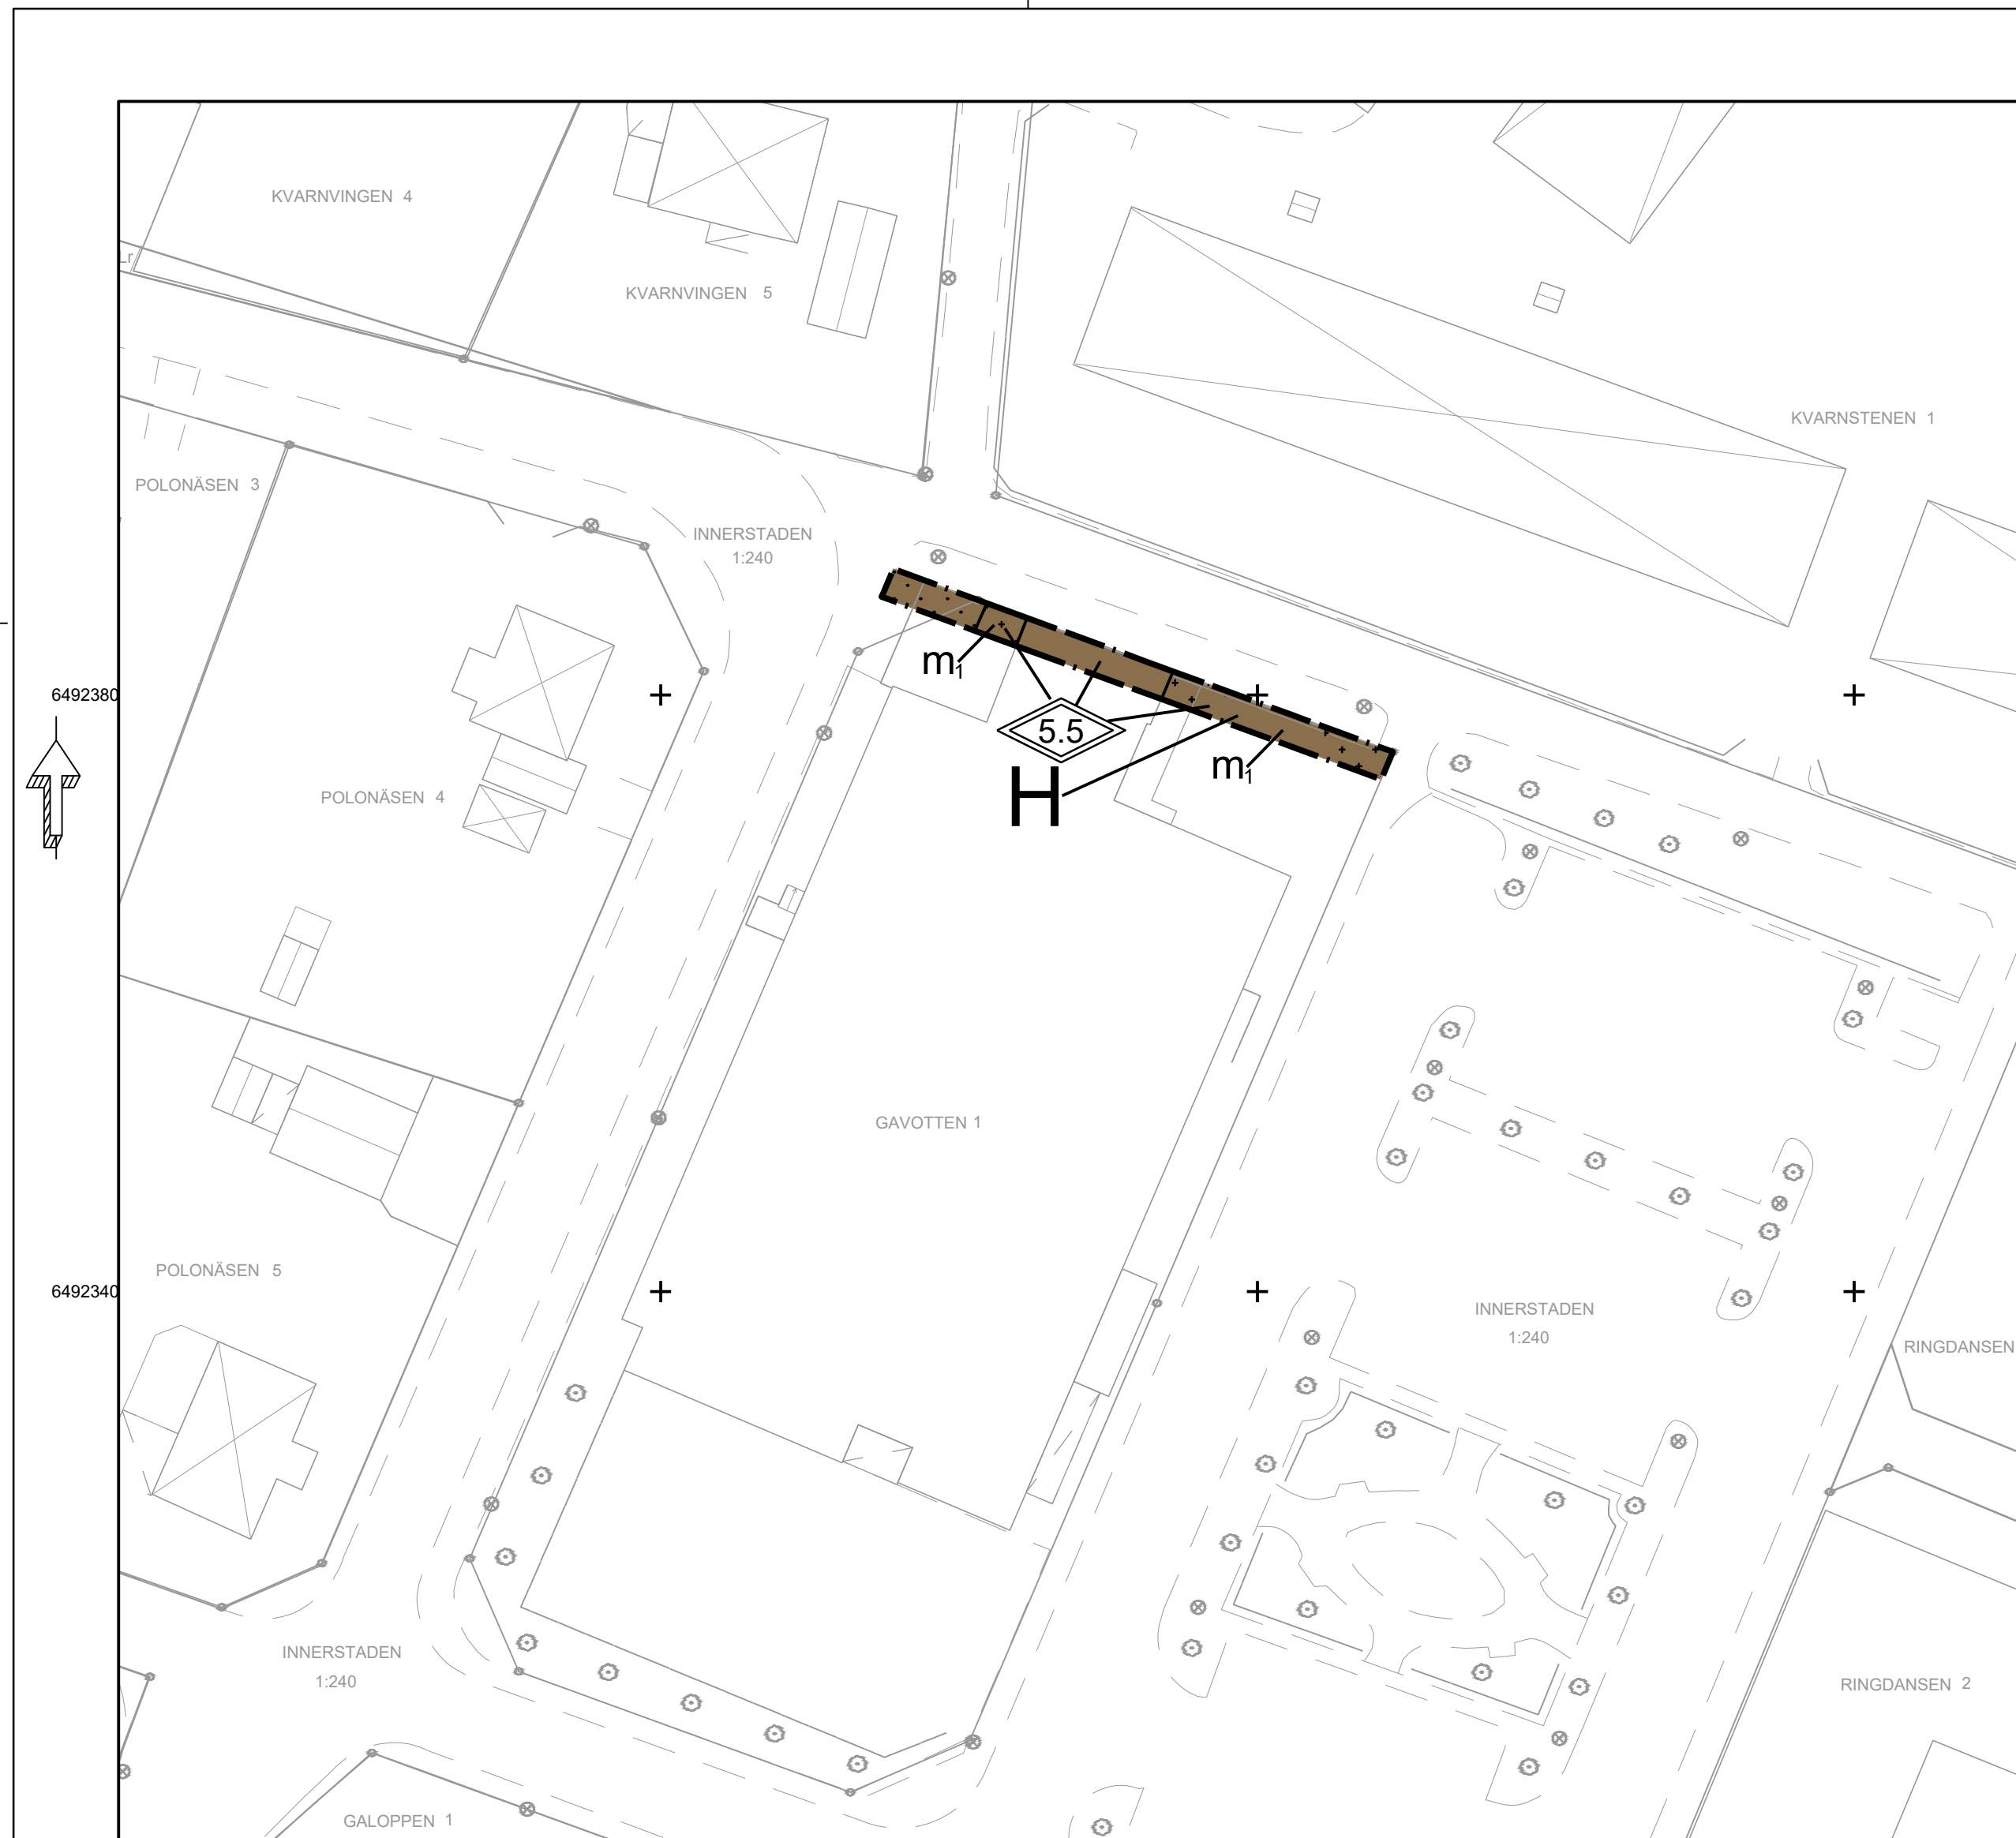 KVARNVINGEN 4
Lr
KVARNVINGEN 5
KVARNSTENEN 1
POLONÄSEN 3
INNERSTADEN
1:240
m1
6492380
5.5
m1
H
POLONÄSEN 4
GAVOTTEN 1
POLONÄSEN 5
6492340
INNERSTADEN
1:240
RINGDANSEN
INNERSTADEN
1:240
RINGDANSEN 2
GALOPPEN 1